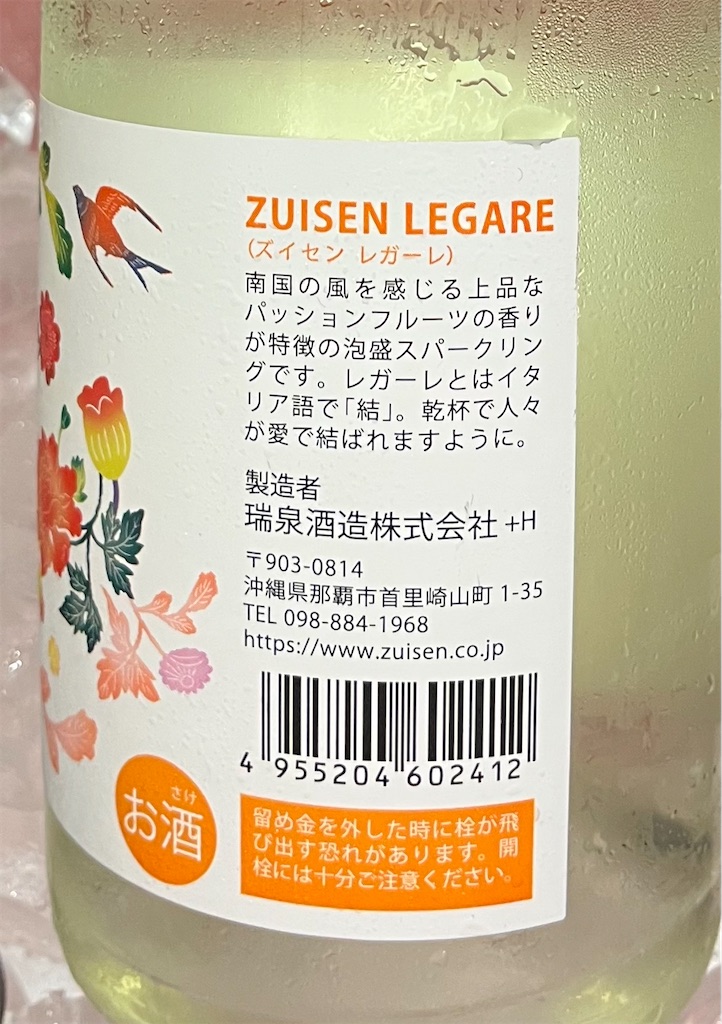 ZUISEN LEGARE
(ズイセン レガーレ)
南国の風を感じる上品な
パッションフルーツの香り
が特徴の泡盛スパークリン
グです。レガーレとはイタ
リア語で「結」。乾杯で人々
が愛で結ばれますように。
製造者
瑞泉酒造株式会社 +H
〒903-0814
沖縄県那覇市首里崎山町 1-35
TEL 098-884-1968
https://www.zuisen.co.jp
4 955204 602412
さけ
お酒
留め金を外した時に栓が飛
び出す恐れがあります。開
栓には十分ご注意ください。